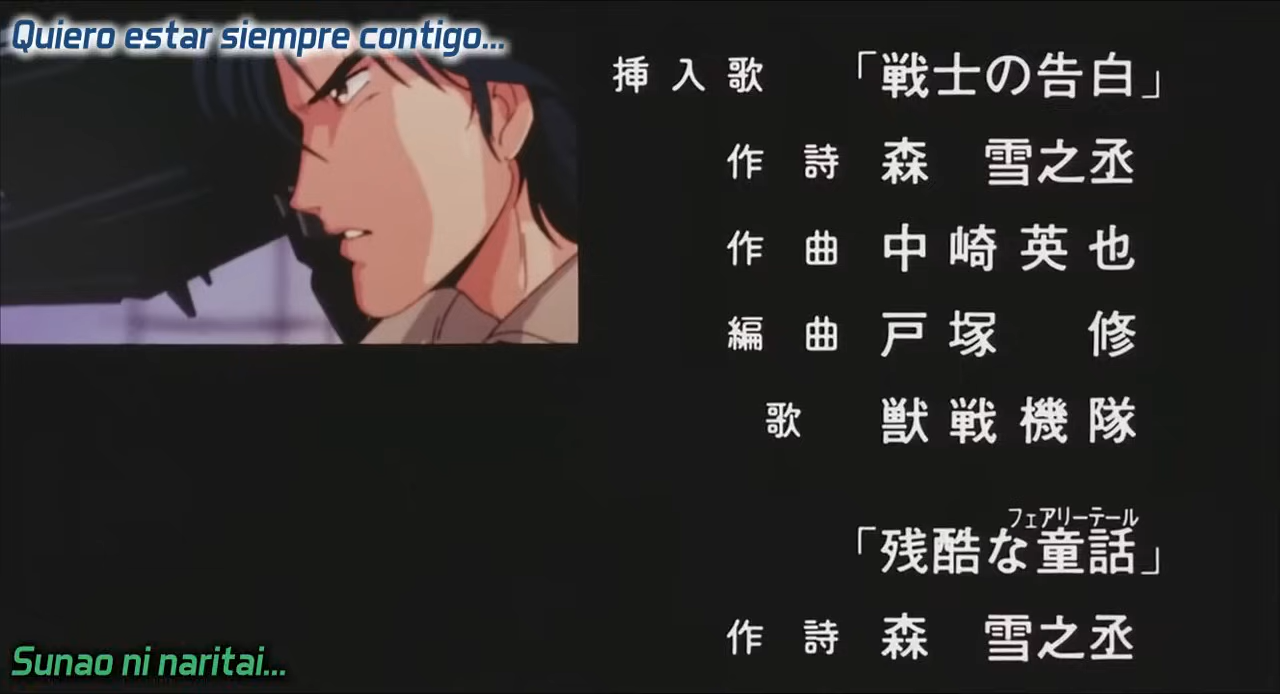 Quiero estar siempre contigo...
挿入歌 「戦士の告白」
作詩 森 雪之丞
作曲 中崎英也
編曲 戸塚 修
歌 獣戦機隊
フェアリーテール
「残酷な童話」
作詩 森 雪之丞
Sunao ni naritai...